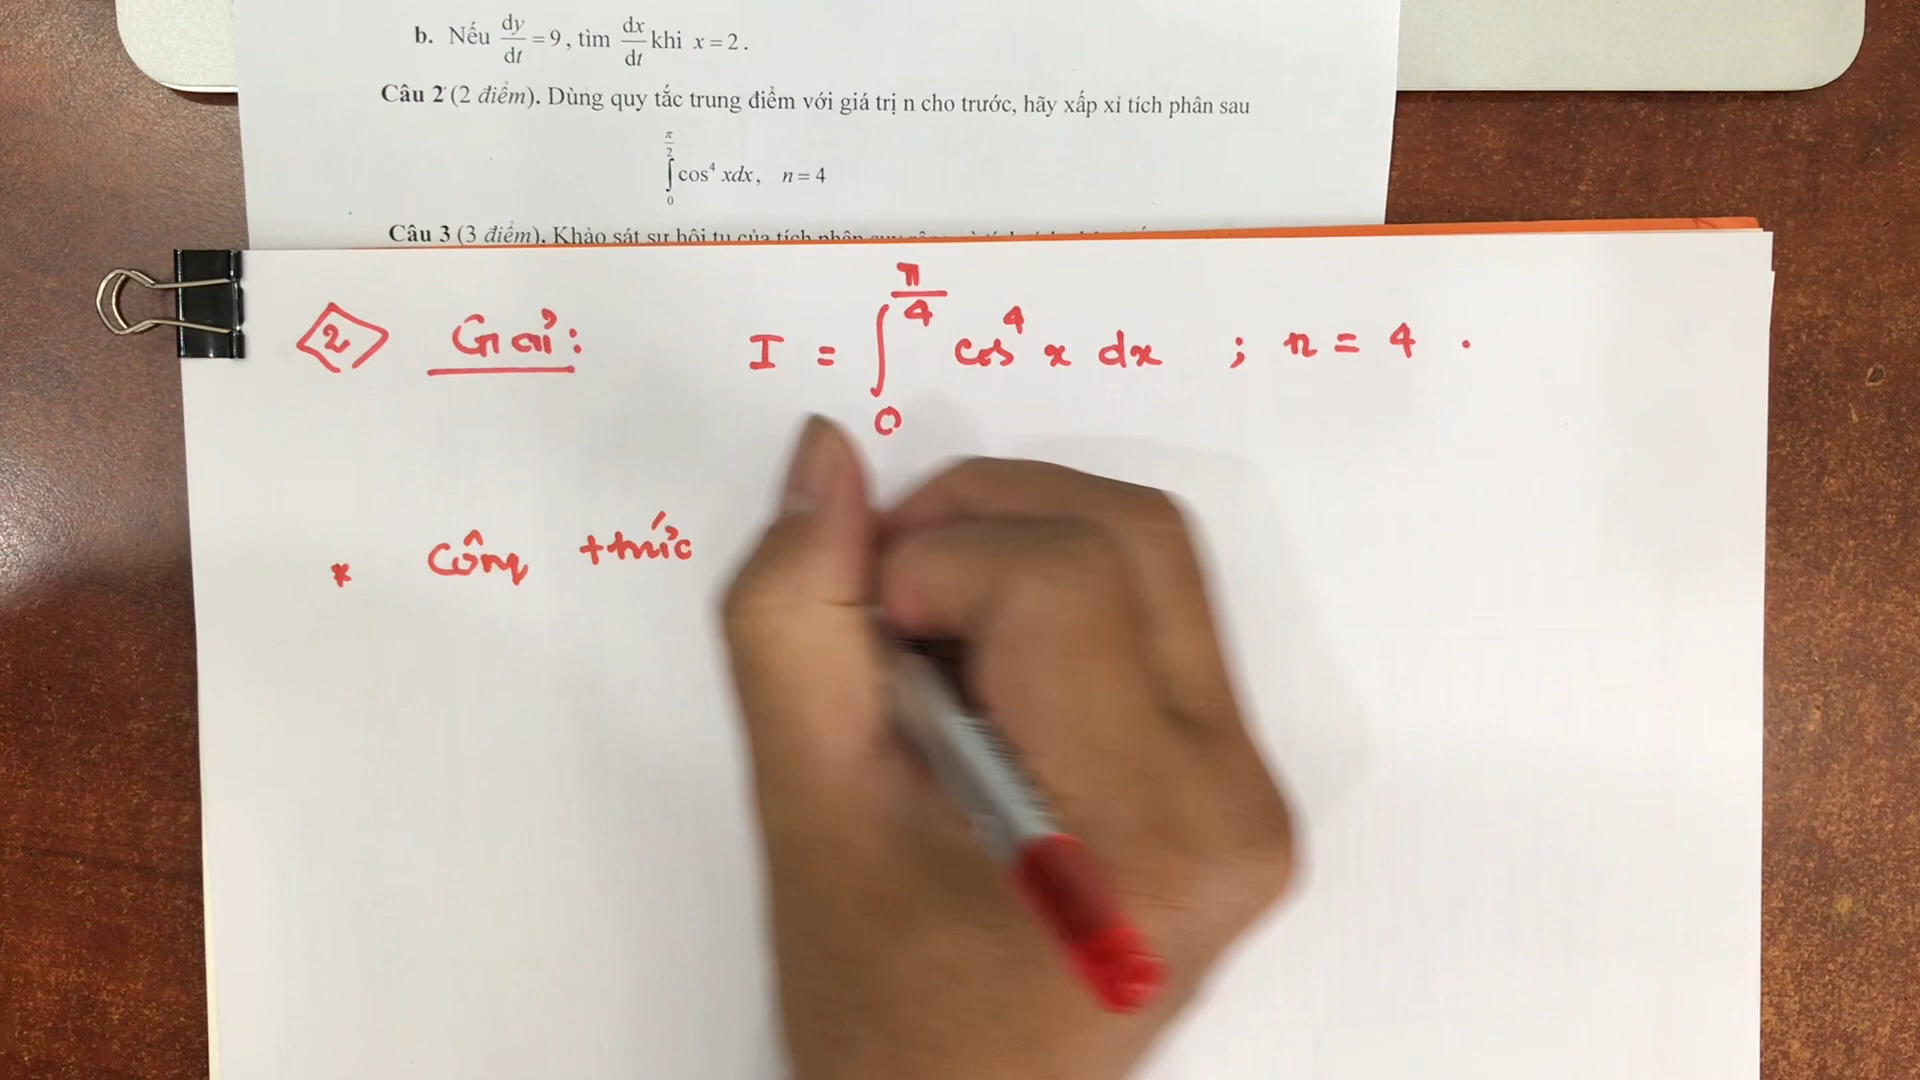 b. Nếu dy/dt = 9, tìm dx/dt khi x = 2.
Câu 2 (2 điểm). Dùng quy tắc trung điểm với giá trị n cho trước, hãy xấp xỉ tích phân sau
∫_0^{π/2} cos⁴ xdx, n = 4
Câu 3 (3 điểm). Khảo sát sự hội tụ của tích phân suy rộng
2 Giải: I = ∫_0^{π/4} cos⁴ x dx ; n = 4 .
* Công thức